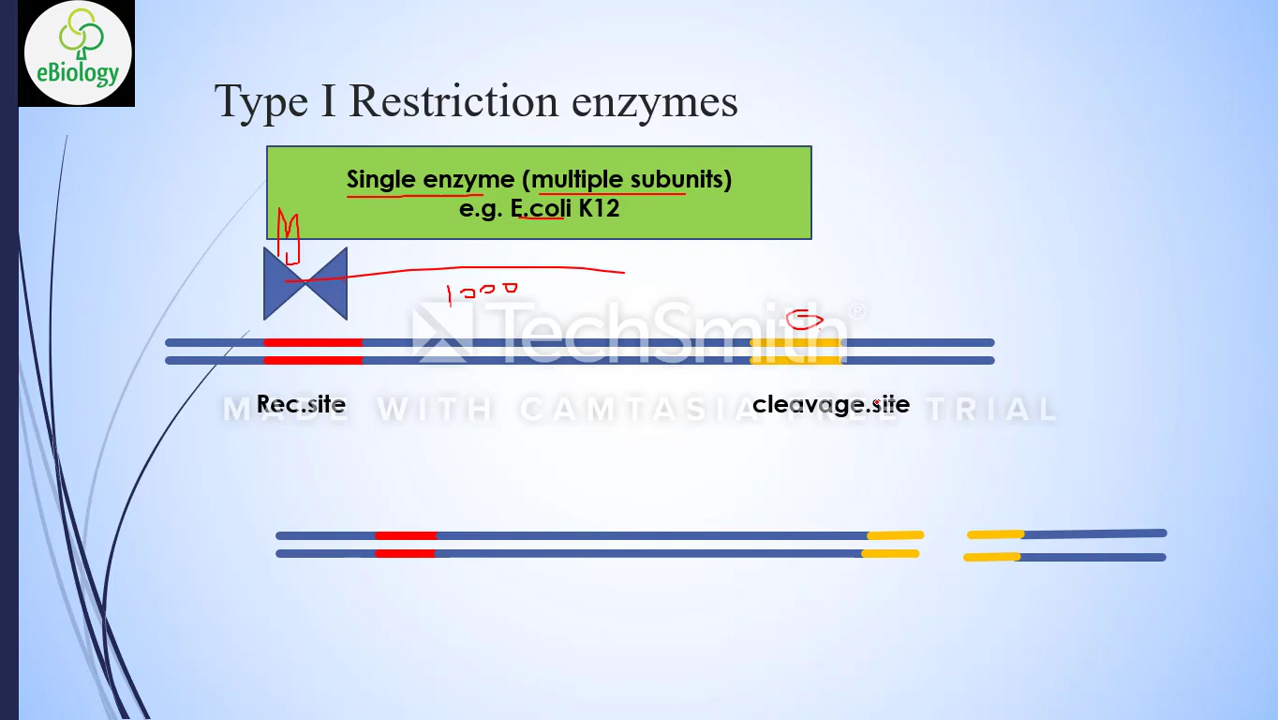 eBiology
Type I Restriction enzymes
Single enzyme (multiple subunits)
e.g. E.coli K12
1000
TechSmith®
Rec.site
cleavage.site
MADE WITH CAMTASIA FREE TRIAL